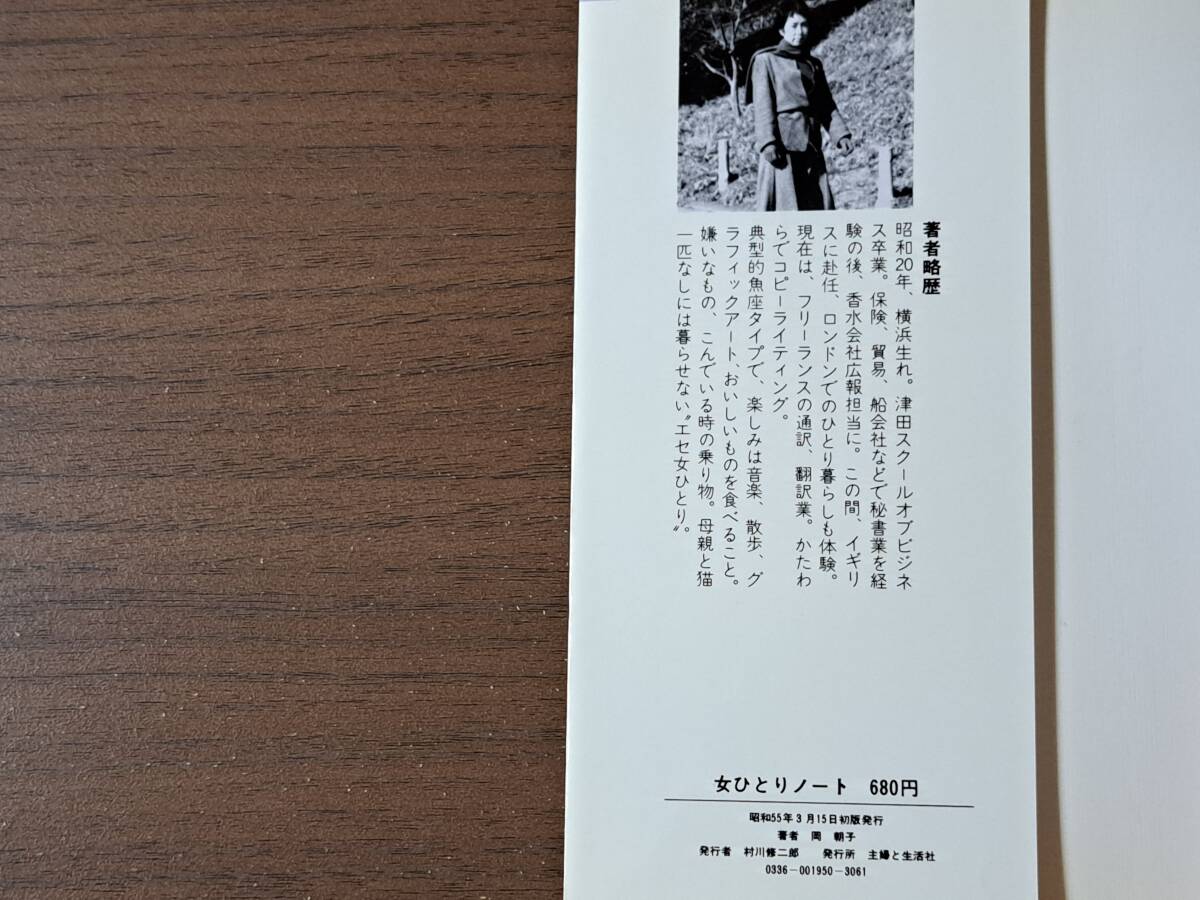 著者略歴
昭和20年、横浜生れ。津田スクールオブビジネ
ス卒業。保険、貿易、船会社などで秘書業を経
験の後、香水会社広報担当に。この間、イギリ
スに赴任、ロンドンでのひとり暮らしも体験。
現在は、フリーランスの通訳、翻訳業。かたわ
らでコピーライティング。
典型的魚座タイプで、楽しみは音楽、散歩、グ
ラフィックアート、おいしいものを食べること。
嫌いなもの、こんでいる時の乗り物。母親と猫
一匹なしには暮らせない〝エセ女ひとり〟。
女ひとりノート 680円
昭和55年3月15日初版発行
著者 岡 朝子
発行者 村川修二郎 発行所 主婦と生活社
0336-001950-3061